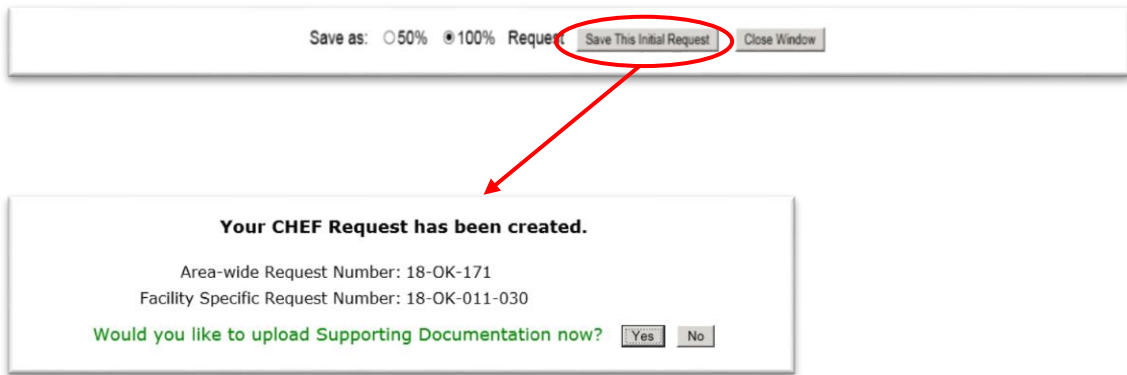 Save as: 50% 100% Request Save This Initial Request Close Window
Your CHEF Request has been created.
Area-wide Request Number: 18-OK-171
Facility Specific Request Number: 18-OK-011-030
Would you like to upload Supporting Documentation now? Yes No